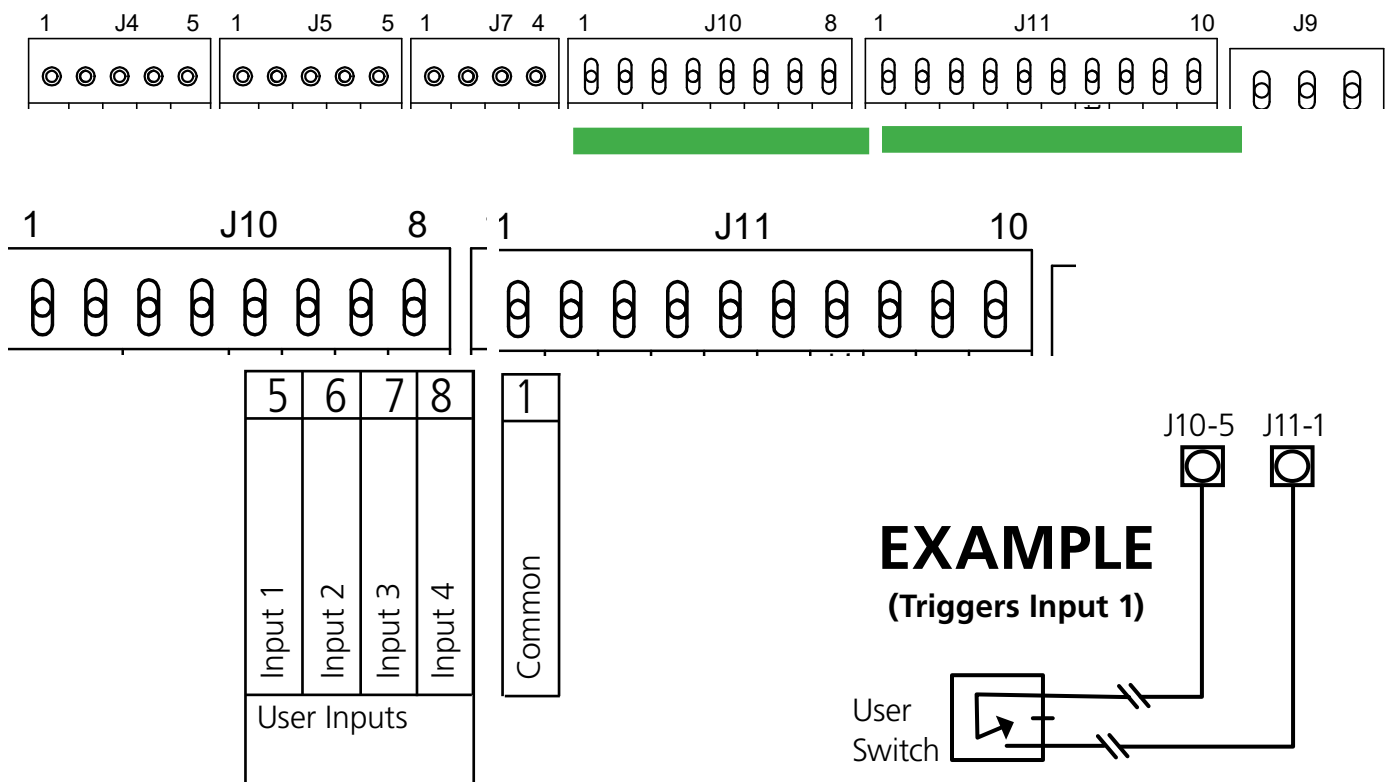 1 J4 5 1 J5 5 1 J7 4 1 J10 8 1 J11 10 J9
1 J10 8 1 J11 10
5 6 7 8 1
Input 1
Input 2
Input 3
Input 4
Common
User Inputs
J10-5 J11-1
EXAMPLE
(Triggers Input 1)
User
Switch